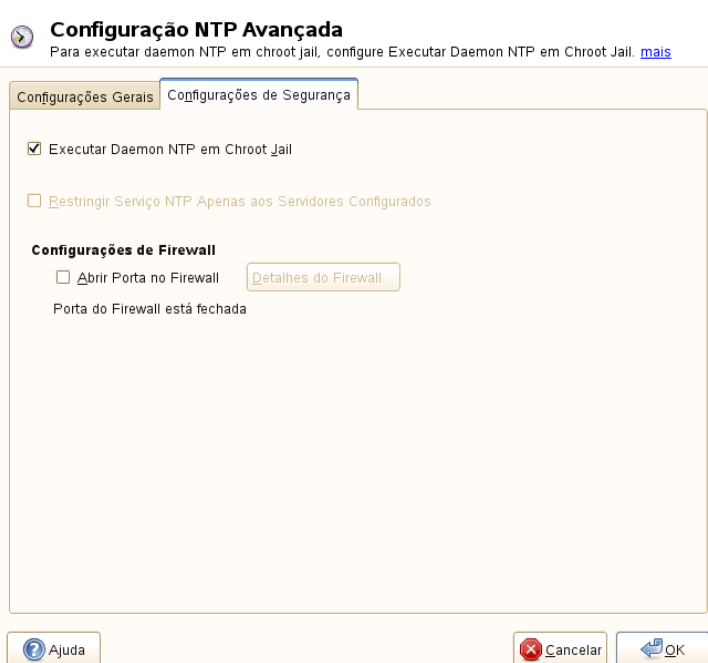 Configuração NTP Avançada
Para executar daemon NTP em chroot jail, configure Executar Daemon NTP em Chroot Jail. mais
Configurações Gerais Configurações de Segurança
Executar Daemon NTP em Chroot Jail
Restringir Serviço NTP Apenas aos Servidores Configurados
Configurações de Firewall
Abrir Porta no Firewall Detalhes do Firewall...
Porta do Firewall está fechada
Ajuda Cancelar OK